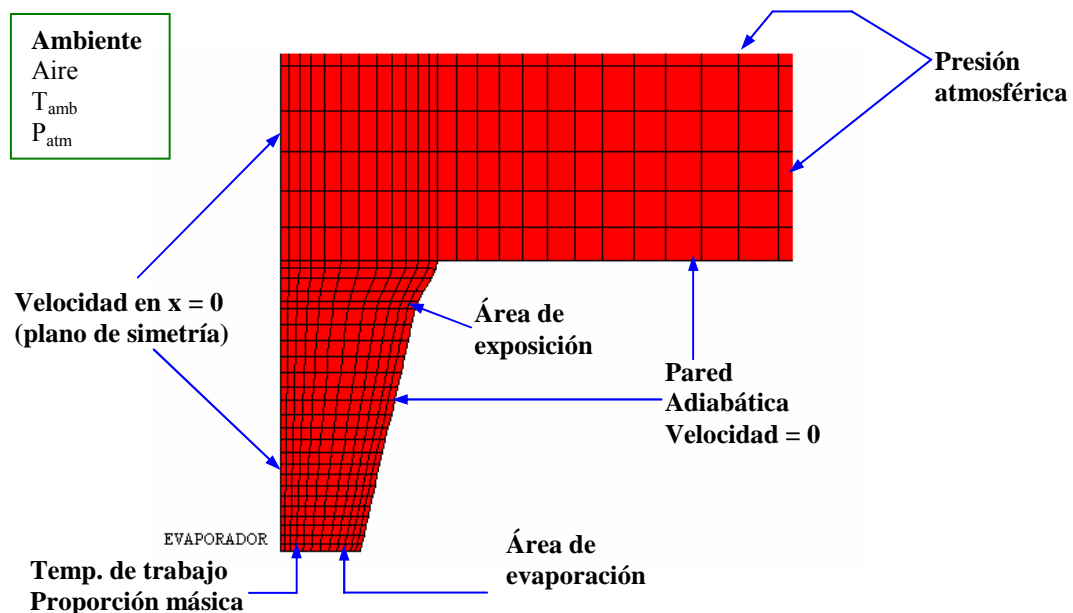 Ambiente
Aire
Tamb
Patm
Presión
atmosférica
Velocidad en x = 0
(plano de simetría)
Área de
exposición
Pared
Adiabática
Velocidad = 0
EVAPORADOR
Temp. de trabajo
Proporción másica
Área de
evaporación